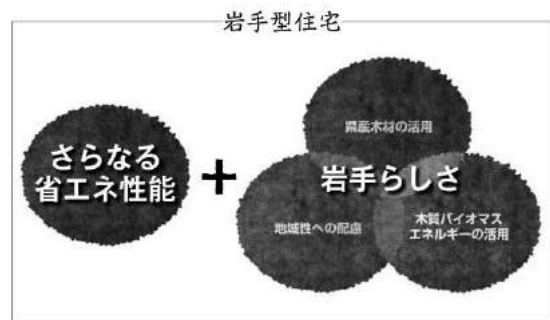 岩手型住宅
さらなる
省エネ性能
+
県産木材の活用
岩手らしさ
地域性への配慮
木質バイオマス
エネルギーの活用